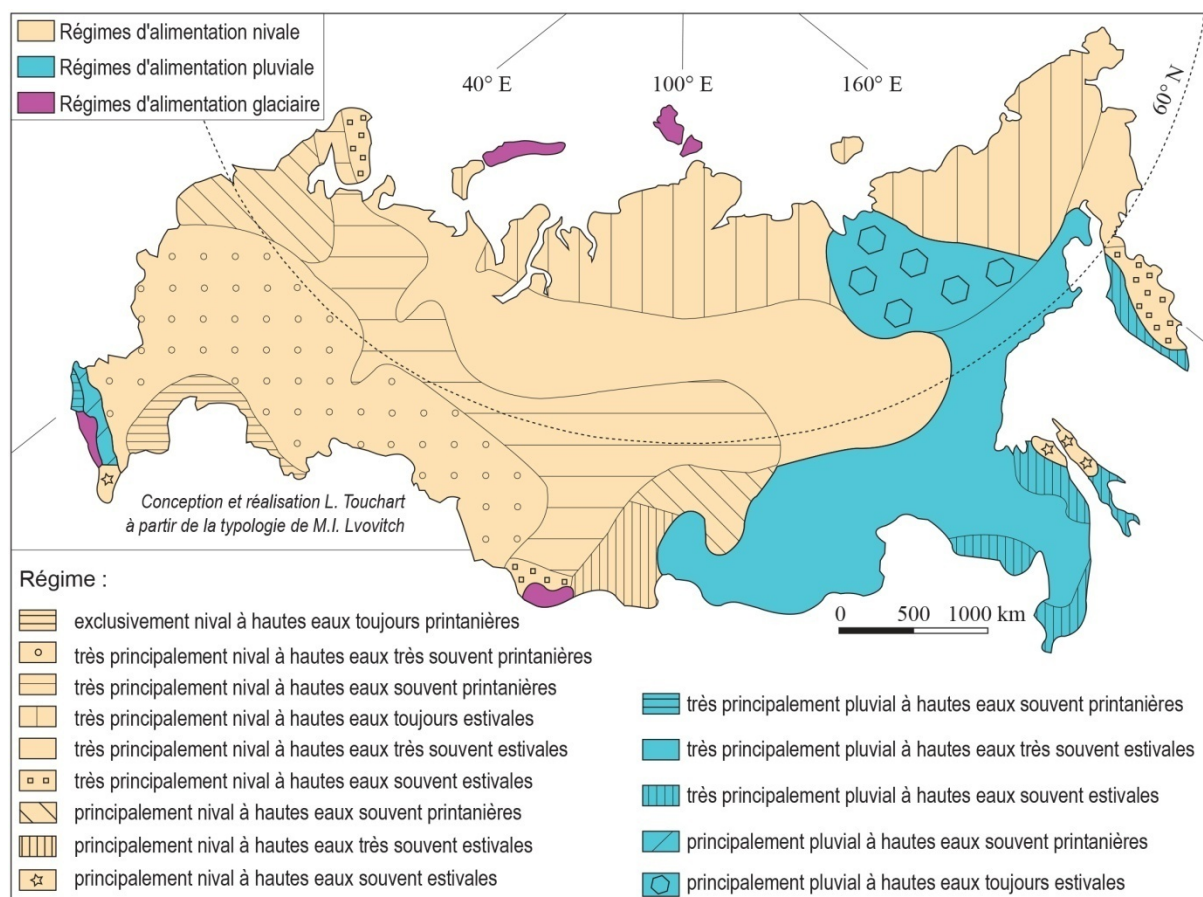 Régimes d'alimentation nivale
Régimes d'alimentation pluviale
Régimes d'alimentation glaciaire
40° E
100° E
160° E
60° N
Conception et réalisation L. Touchart
à partir de la typologie de M.I. Lvovitch
0 500 1000 km
Régime :
exclusivement nival à hautes eaux toujours printanières
très principalement nival à hautes eaux très souvent printanières
très principalement nival à hautes eaux souvent printanières
très principalement nival à hautes eaux toujours estivales
très principalement nival à hautes eaux très souvent estivales
très principalement nival à hautes eaux souvent estivales
principalement nival à hautes eaux souvent printanières
principalement nival à hautes eaux très souvent estivales
principalement nival à hautes eaux souvent estivales
très principalement pluvial à hautes eaux souvent printanières
très principalement pluvial à hautes eaux très souvent estivales
très principalement pluvial à hautes eaux souvent estivales
principalement pluvial à hautes eaux souvent printanières
principalement pluvial à hautes eaux toujours estivales